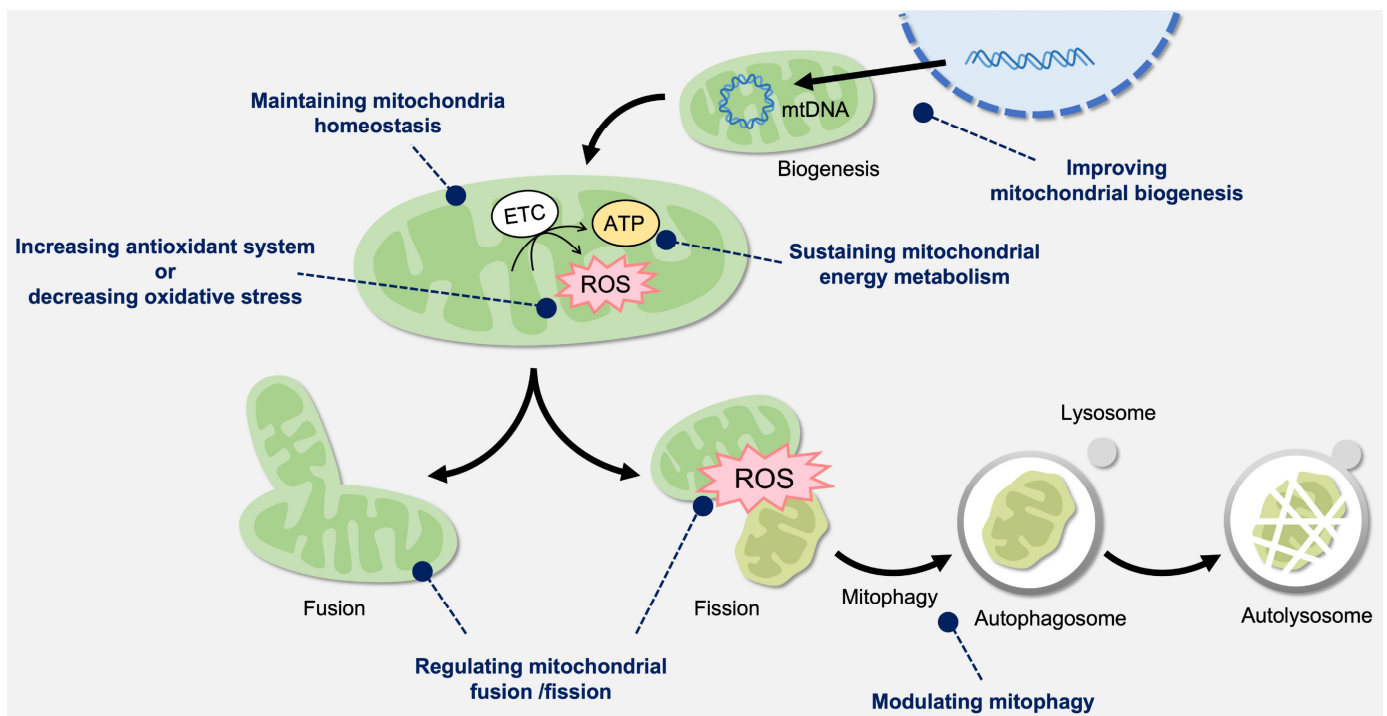 mtDNA
Biogenesis
Maintaining mitochondria
homeostasis
Improving
mitochondrial biogenesis
ETC
ATP
Increasing antioxidant system
or
decreasing oxidative stress
ROS
Sustaining mitochondrial
energy metabolism
Lysosome
ROS
Fusion
Fission
Mitophagy
Autophagosome
Autolysosome
Regulating mitochondrial
fusion /fission
Modulating mitophagy